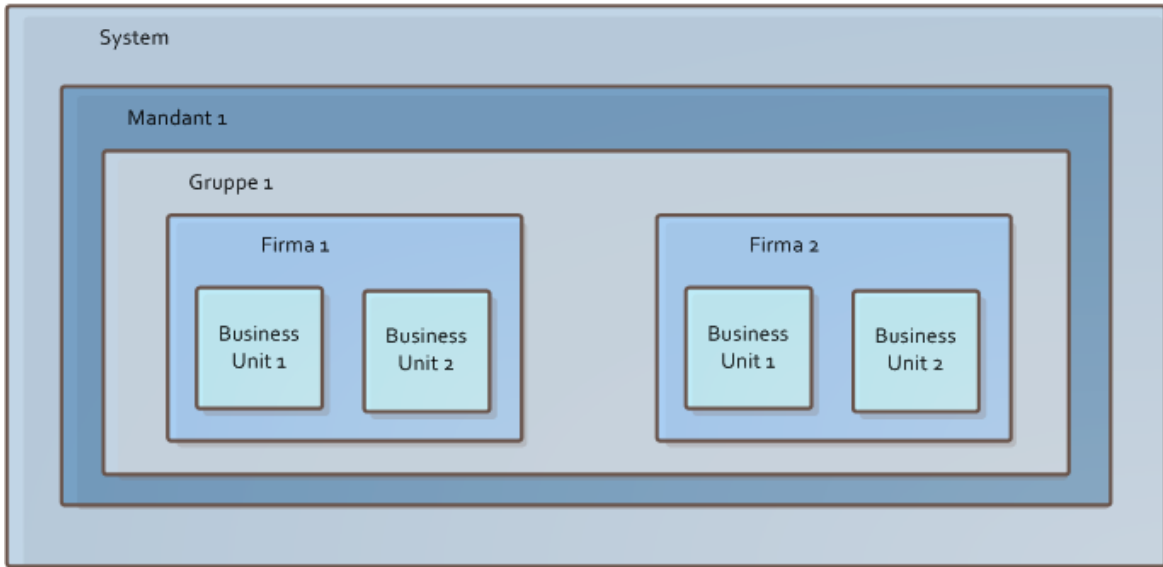 System
Mandant 1
Gruppe 1
Firma 1
Firma 2
Business
Unit 1
Business
Unit 2
Business
Unit 1
Business
Unit 2